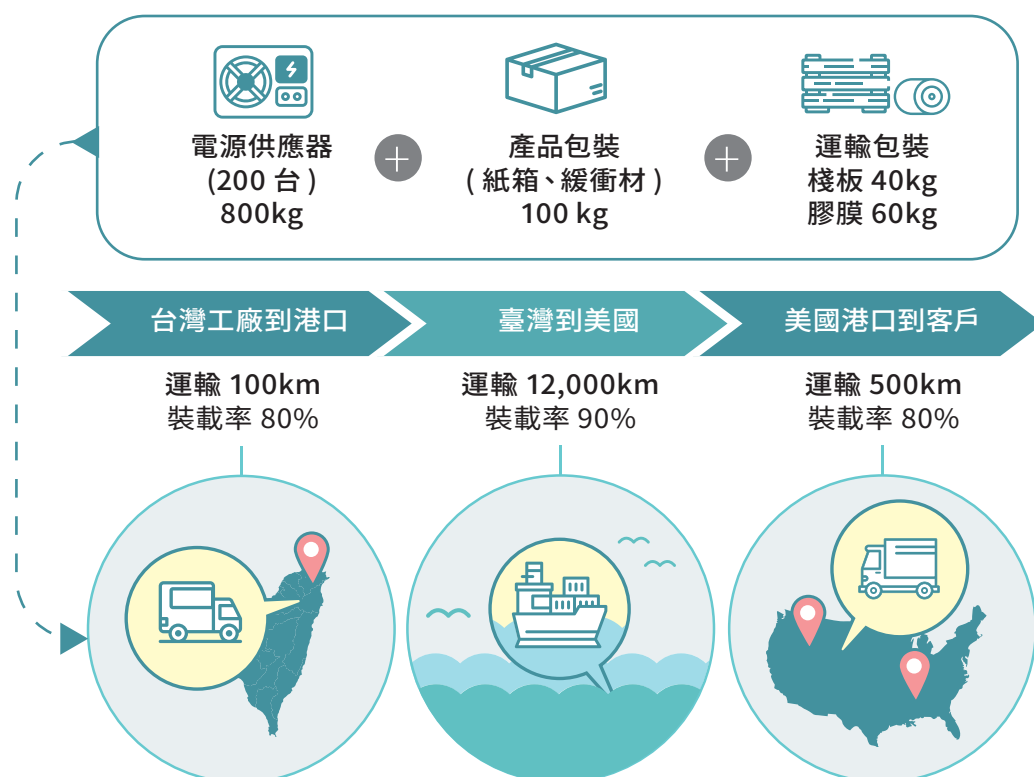 電源供應器
(200 台 )
800kg
+
產品包裝
( 紙箱、緩衝材 )
100 kg
+
運輸包裝
棧板 40kg
膠膜 60kg
台灣工廠到港口
臺灣到美國
美國港口到客戶
運輸 100km
裝載率 80%
運輸 12,000km
裝載率 90%
運輸 500km
裝載率 80%